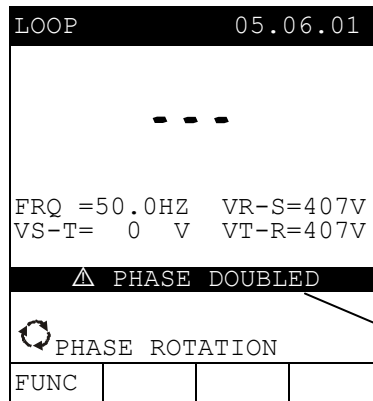 LOOP 05.06.01
- - -
FRQ =50.0HZ VR-S=407V
VS-T= 0 V VT-R=407V
⚠ PHASE DOUBLED
PHASE ROTATION
FUNC